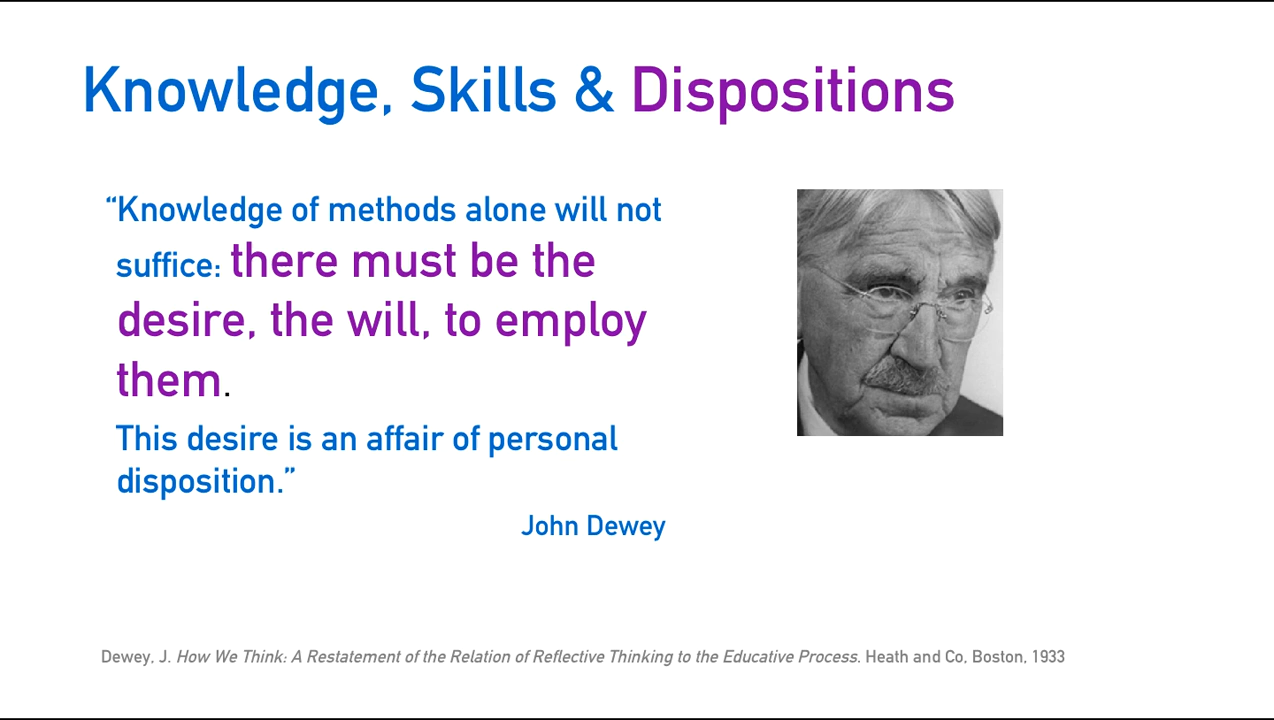 Knowledge, Skills & Dispositions
“Knowledge of methods alone will not
suffice: there must be the
desire, the will, to employ
them.
This desire is an affair of personal
disposition.”
John Dewey
Dewey, J. How We Think: A Restatement of the Relation of Reflective Thinking to the Educative Process. Heath and Co, Boston, 1933